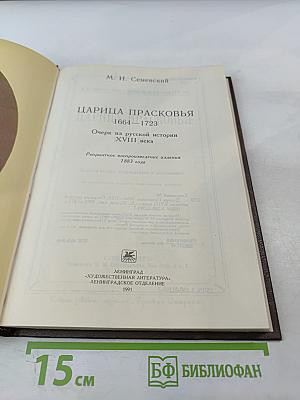 М. И. Семевский
ЦАРИЦА ПРАСКОВЬЯ
1664—1723
Очерк из русской истории
XVIII века
Репринтное воспроизведение издания
1883 года
ЛЕНИНГРАД
«ХУДОЖЕСТВЕННАЯ ЛИТЕРАТУРА»
ЛЕНИНГРАДСКОЕ ОТДЕЛЕНИЕ
1991
15 см
БФ БИБЛИОФАН